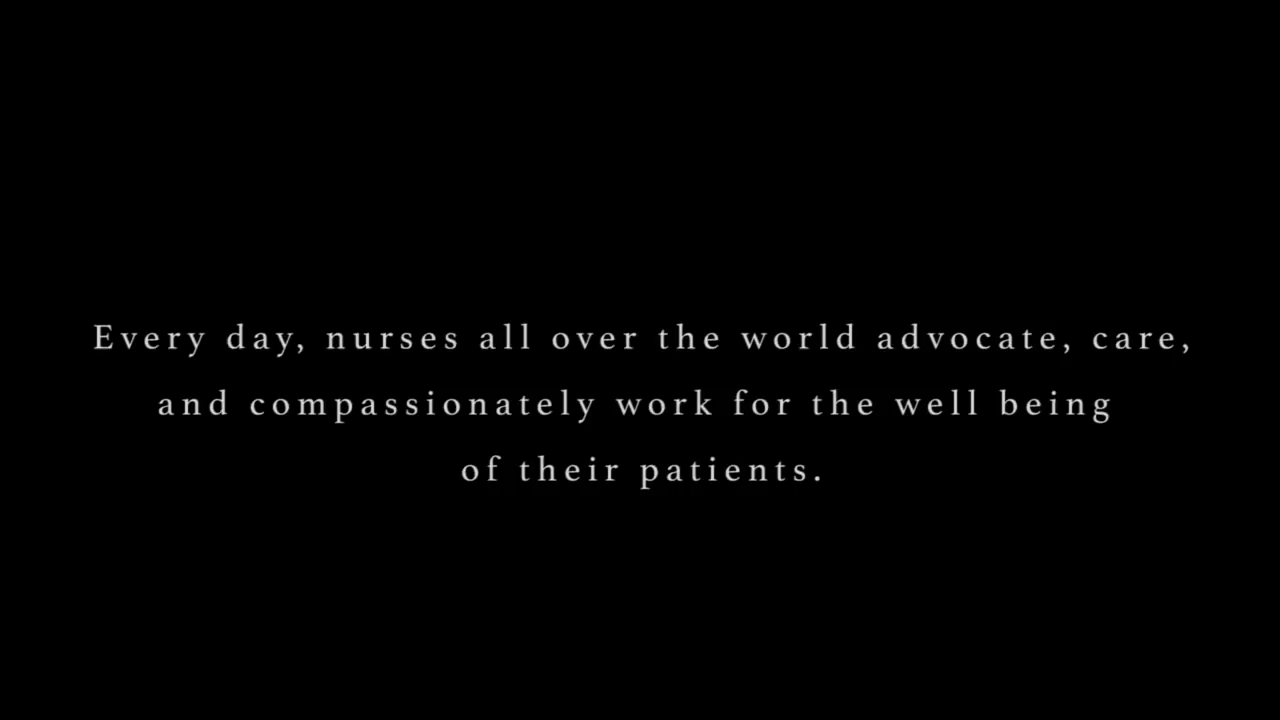 Every day, nurses all over the world advocate, care,
and compassionately work for the well being
of their patients.